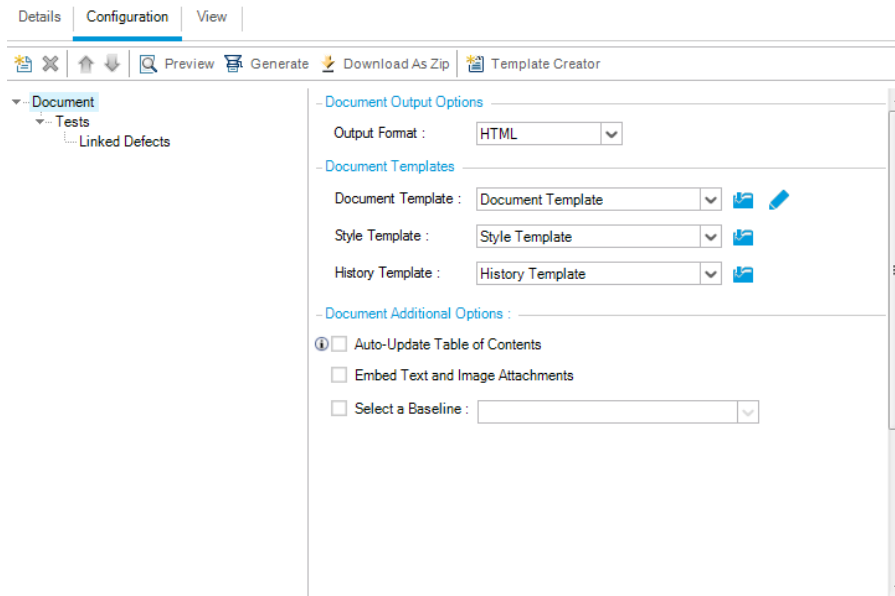 Details Configuration View
Preview Generate Download As Zip Template Creator
Document
Tests
Linked Defects
Document Output Options
Output Format : HTML
Document Templates
Document Template : Document Template
Style Template : Style Template
History Template : History Template
Document Additional Options :
Auto-Update Table of Contents
Embed Text and Image Attachments
Select a Baseline :